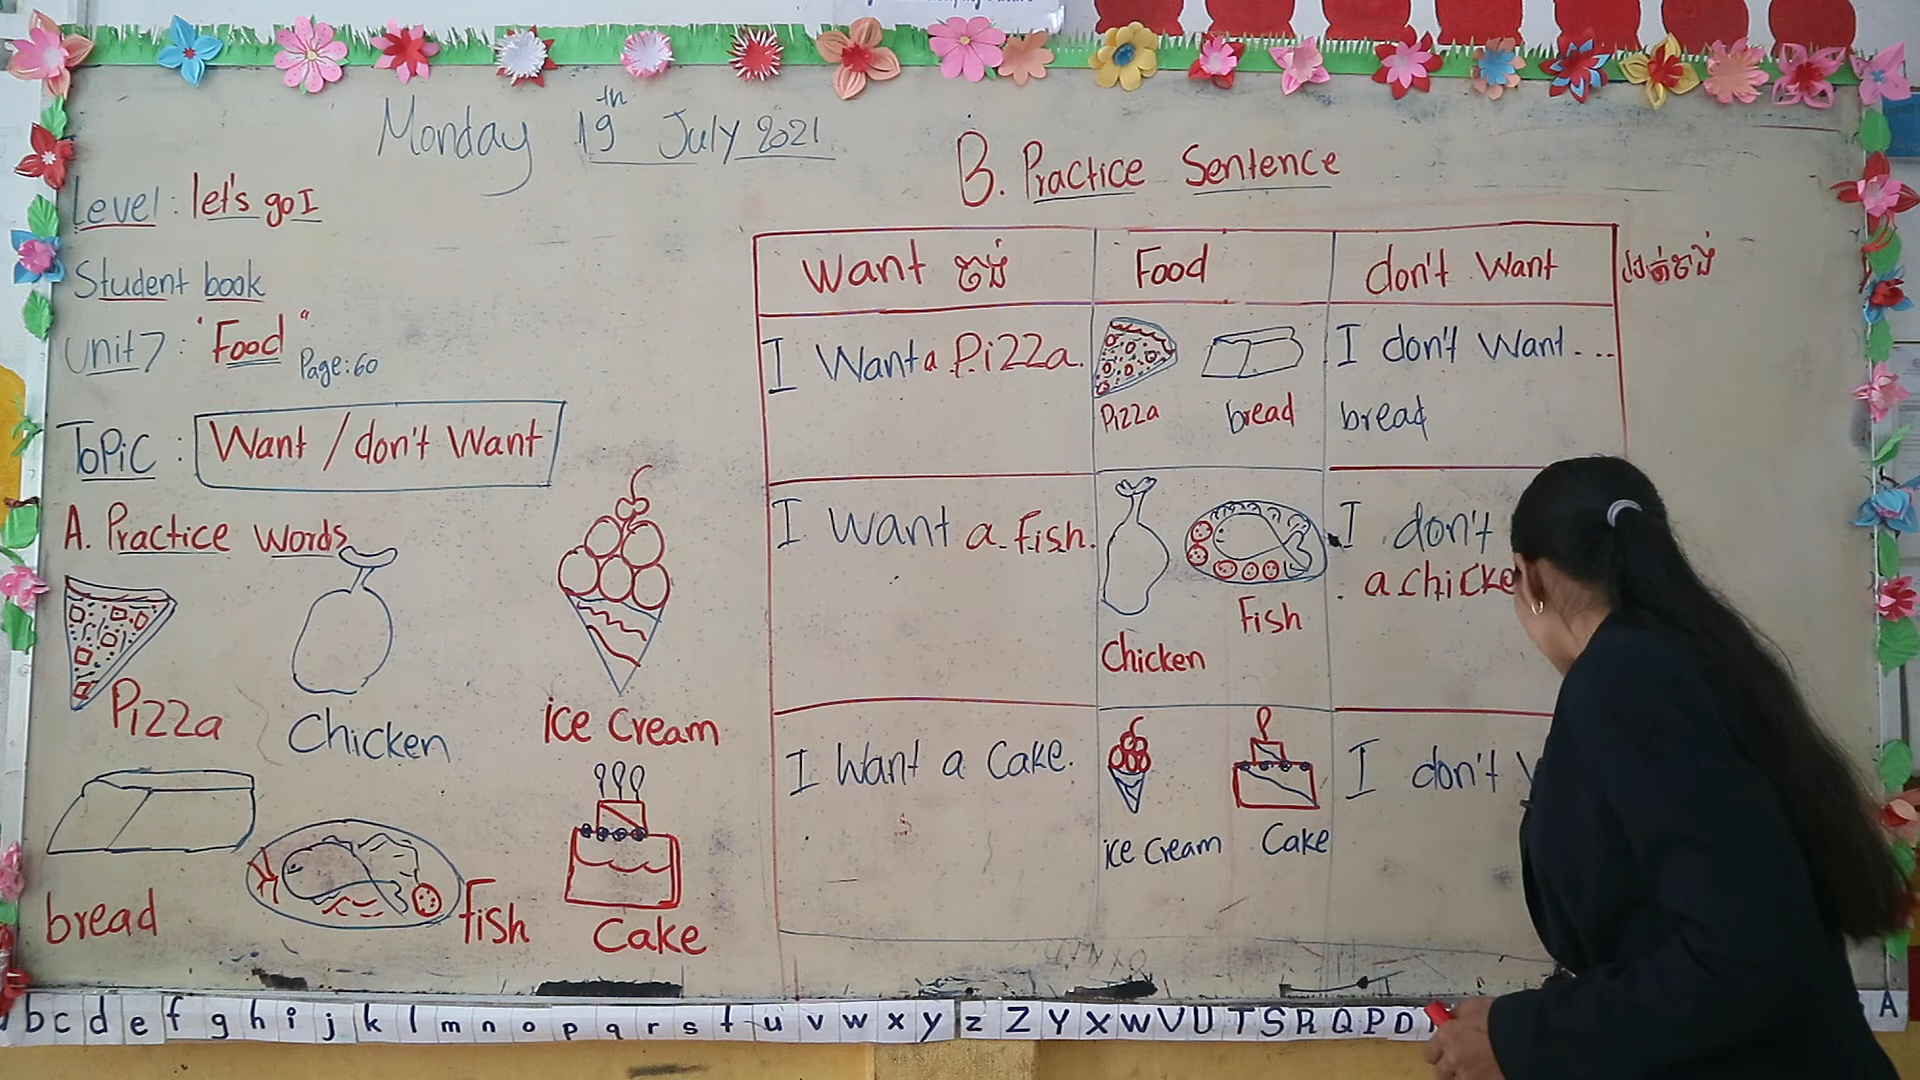 Monday 19th July 2021
Level: let's go I
Student book
Unit 7: "Food" Page: 60
Topic: Want / don't Want
A. Practice words
Pizza
Chicken
ice cream
bread
fish
Cake
B. Practice Sentence
Want ចង់ Food don't Want មិនចង់
I Want a Pizza.
Pizza bread
I don't Want ...
bread
I want a fish.
Chicken
Fish
I don't
a chicke
I want a Cake.
ice cream Cake
I don't
b c d e f g h i j k l m n o p q r s t u v w x y z Z Y X W V U T S R Q P O
A